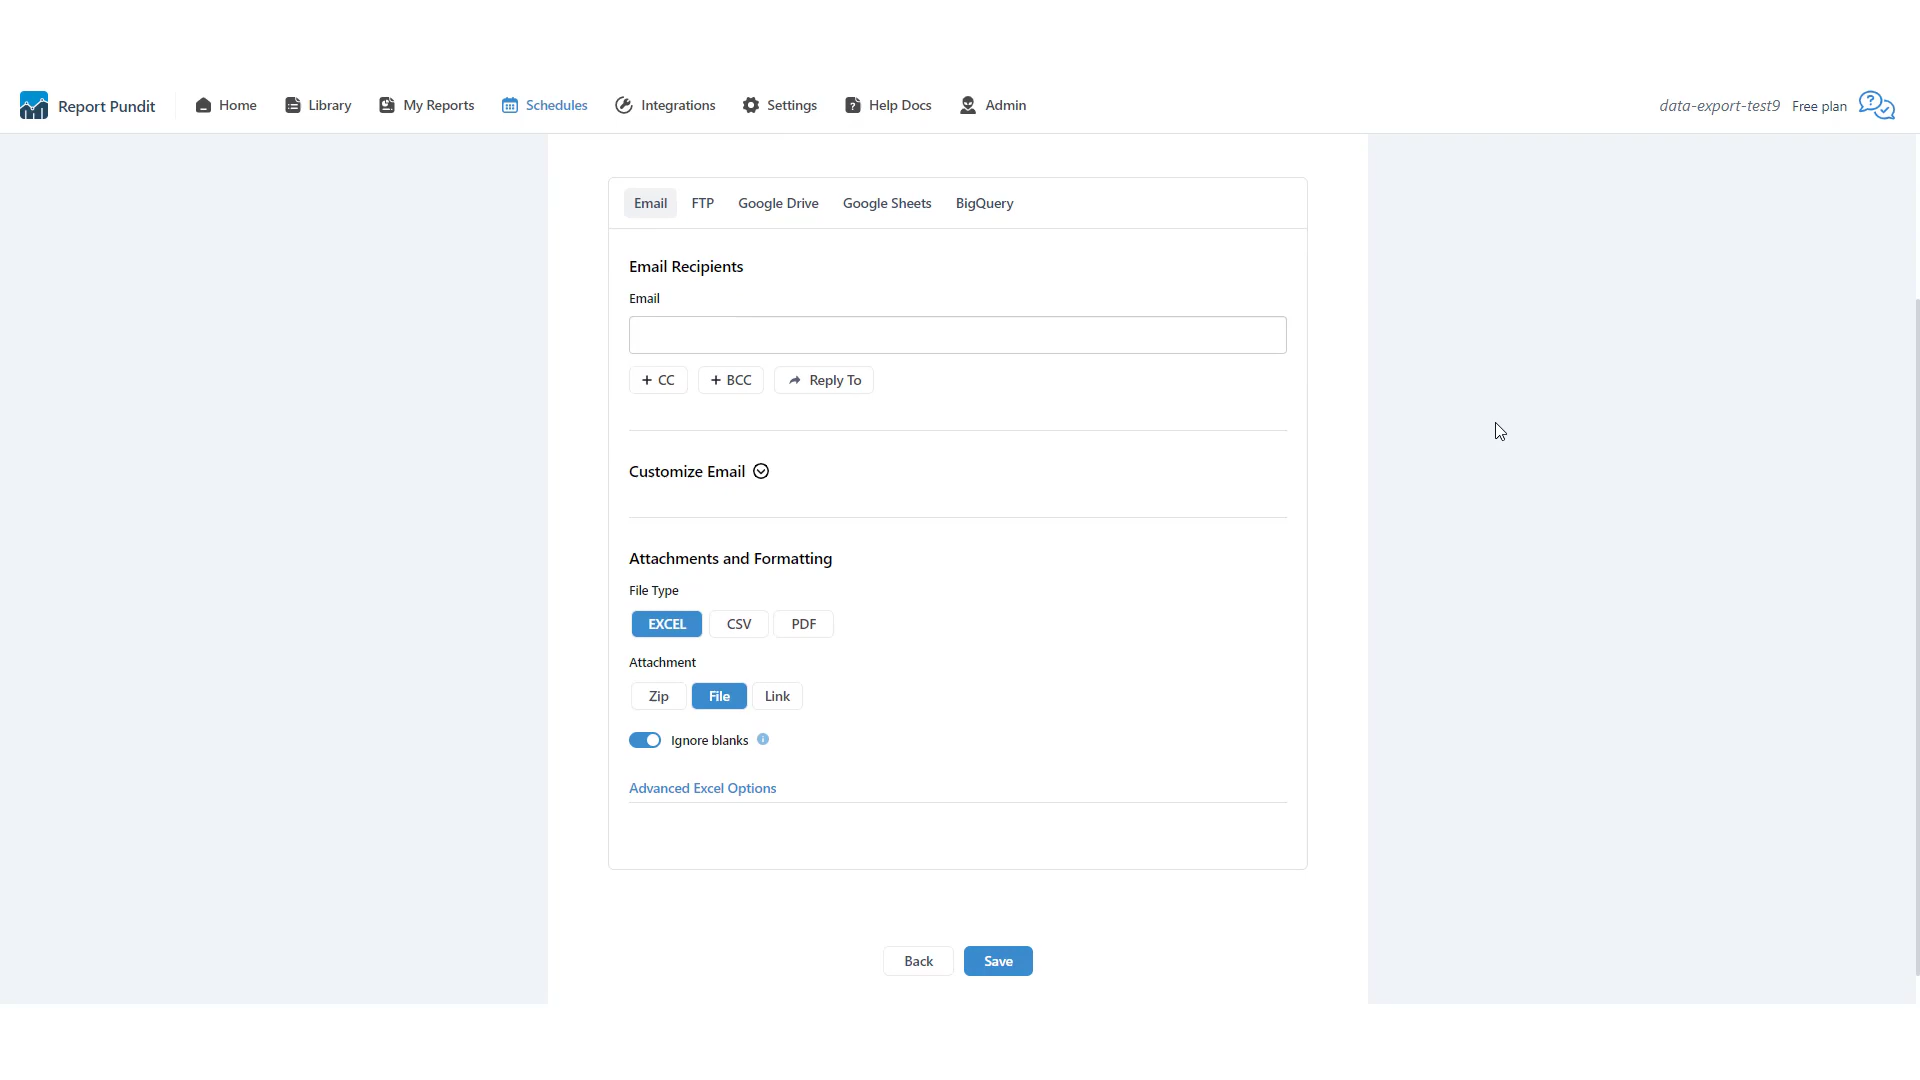 Report Pundit Home Library My Reports Schedules Integrations Settings Help Docs Admin data-export-test9 Free plan
Email FTP Google Drive Google Sheets BigQuery
Email Recipients
Email
+ CC + BCC Reply To
Customize Email
Attachments and Formatting
File Type
EXCEL CSV PDF
Attachment
Zip File Link
Ignore blanks
Advanced Excel Options
Back Save